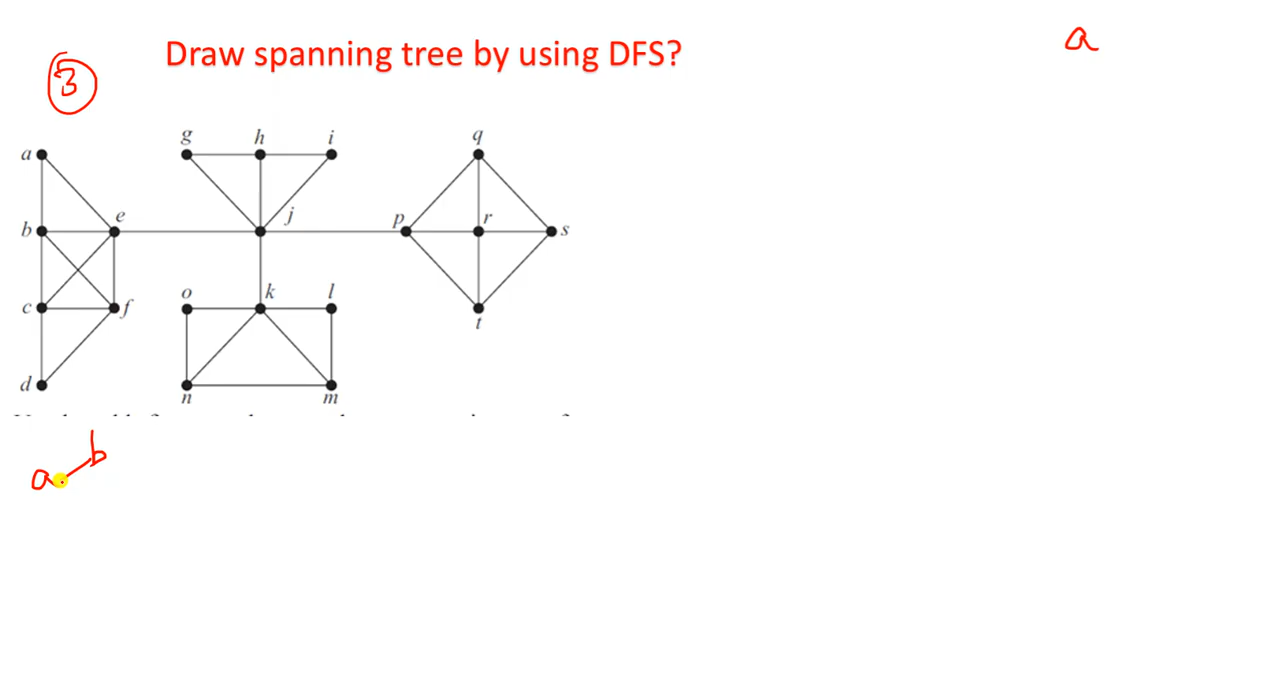 Draw spanning tree by using DFS?
a
3
g h i q
a
b e j p r s
o k l
c f
t
d
n m
a b